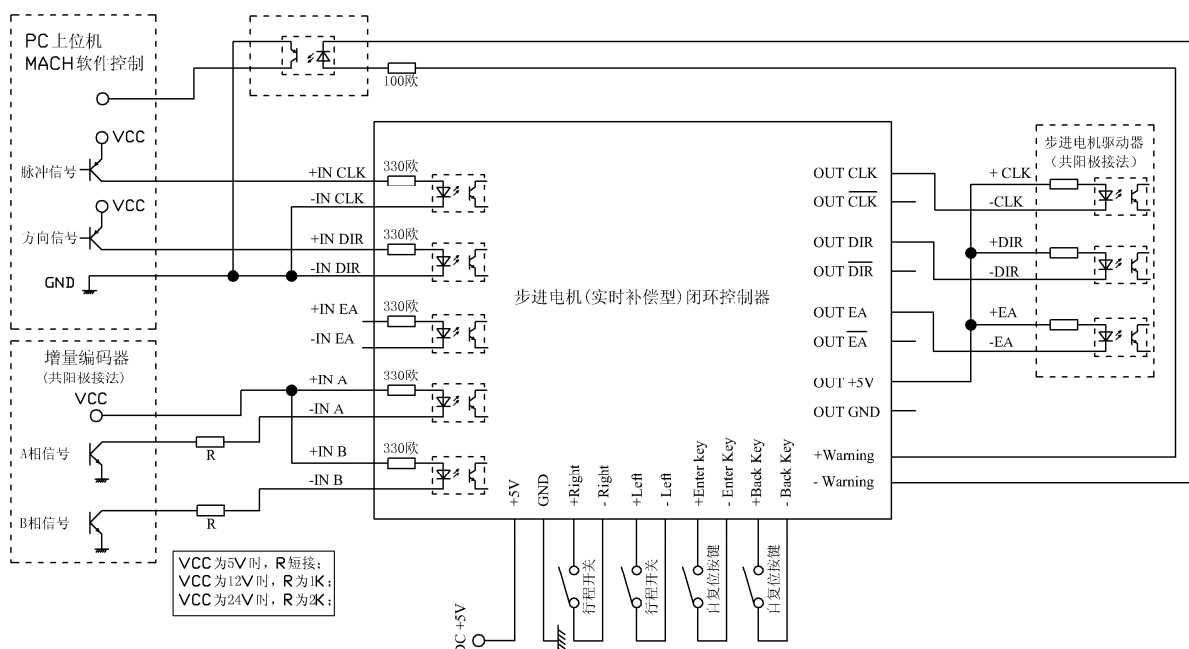 PC上位机
MACH软件控制
VCC
脉冲信号
VCC
方向信号
GND
100欧
+IN CLK
330欧
-IN CLK
+IN DIR
330欧
-IN DIR
+IN EA
330欧
-IN EA
增量编码器
(共阳极接法)
VCC
+IN A
330欧
-IN A
A相信号
R
+IN B
330欧
-IN B
B相信号
R
步进电机(实时补偿型)闭环控制器
OUT CLK
OUT C̅L̅K̅
OUT DIR
OUT D̅I̅R̅
OUT EA
OUT E̅A̅
OUT +5V
OUT GND
+Warning
- Warning
步进电机驱动器
(共阳极接法)
+ CLK
-CLK
+DIR
-DIR
+EA
-EA
+5V
GND
+Right
- Right
+Left
- Left
+Enter key
- Enter Key
+Back Key
- Back Key
行程开关
行程开关
自复位按键
自复位按键
DC +5V
VCC为5V时，R短接；
VCC为12V时，R为1K；
VCC为24V时，R为2K；